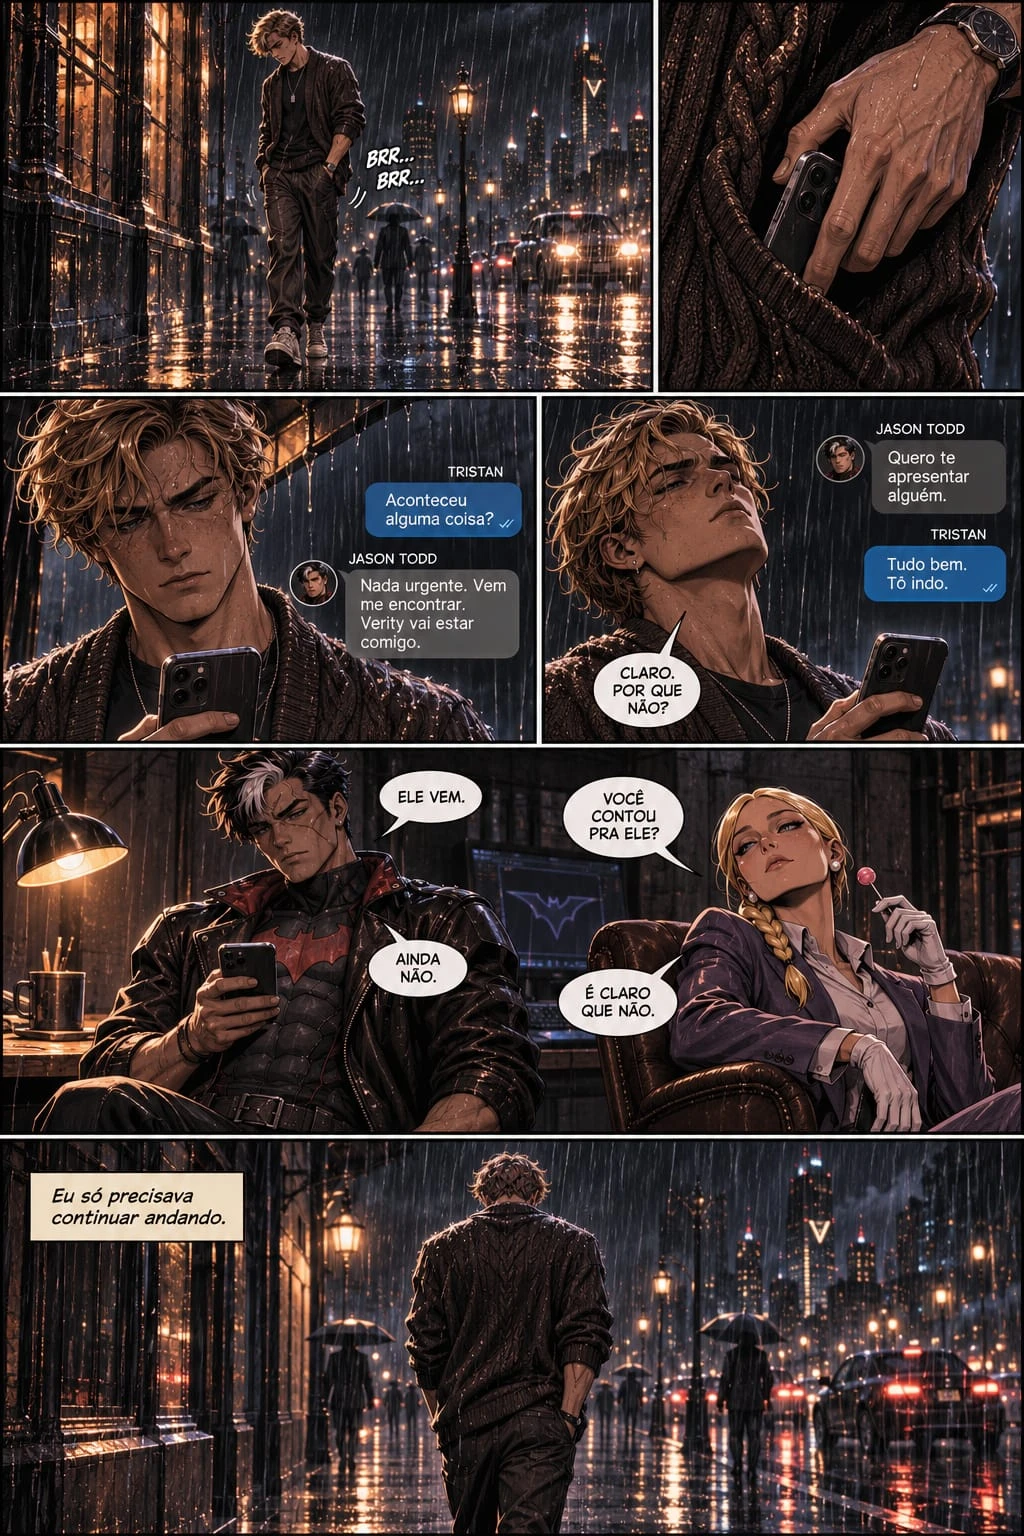 BRR...
BRR...
TRISTAN
Aconteceu
alguma coisa?
JASON TODD
Nada urgente. Vem
me encontrar.
Verity vai estar
comigo.
JASON TODD
Quero te
apresentar
alguém.
TRISTAN
Tudo bem.
Tô indo.
CLARO.
POR QUE
NÃO?
ELE VEM.
VOCÊ
CONTOU
PRA ELE?
AINDA
NÃO.
É CLARO
QUE NÃO.
Eu só precisava
continuar andando.